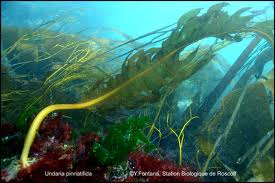 Undaria pinnatifida
©Y.Fontana, Station Biologique de Roscoff